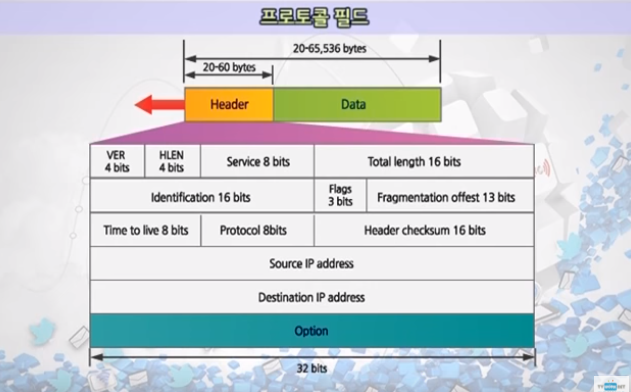 프로토콜 필드
20-65,536 bytes
20-60 bytes
Header
Data
VER
4 bits
HLEN
4 bits
Service 8 bits
Total length 16 bits
Identification 16 bits
Flags
3 bits
Fragmentation offest 13 bits
Time to live 8 bits
Protocol 8bits
Header checksum 16 bits
Source IP address
Destination IP address
Option
32 bits